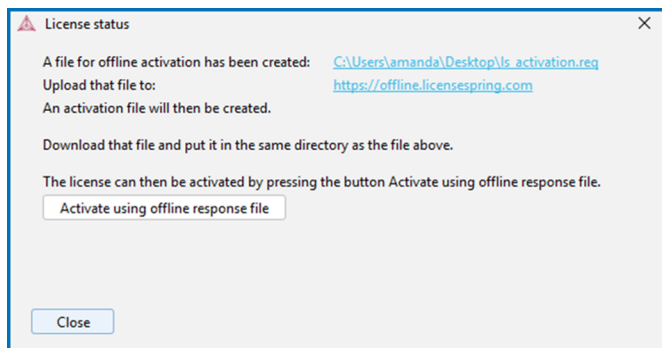 License status
A file for offline activation has been created: C:\Users\amanda\Desktop\ls_activation.req
Upload that file to: https://offline.licensespring.com
An activation file will then be created.
Download that file and put it in the same directory as the file above.
The license can then be activated by pressing the button Activate using offline response file.
Activate using offline response file
Close